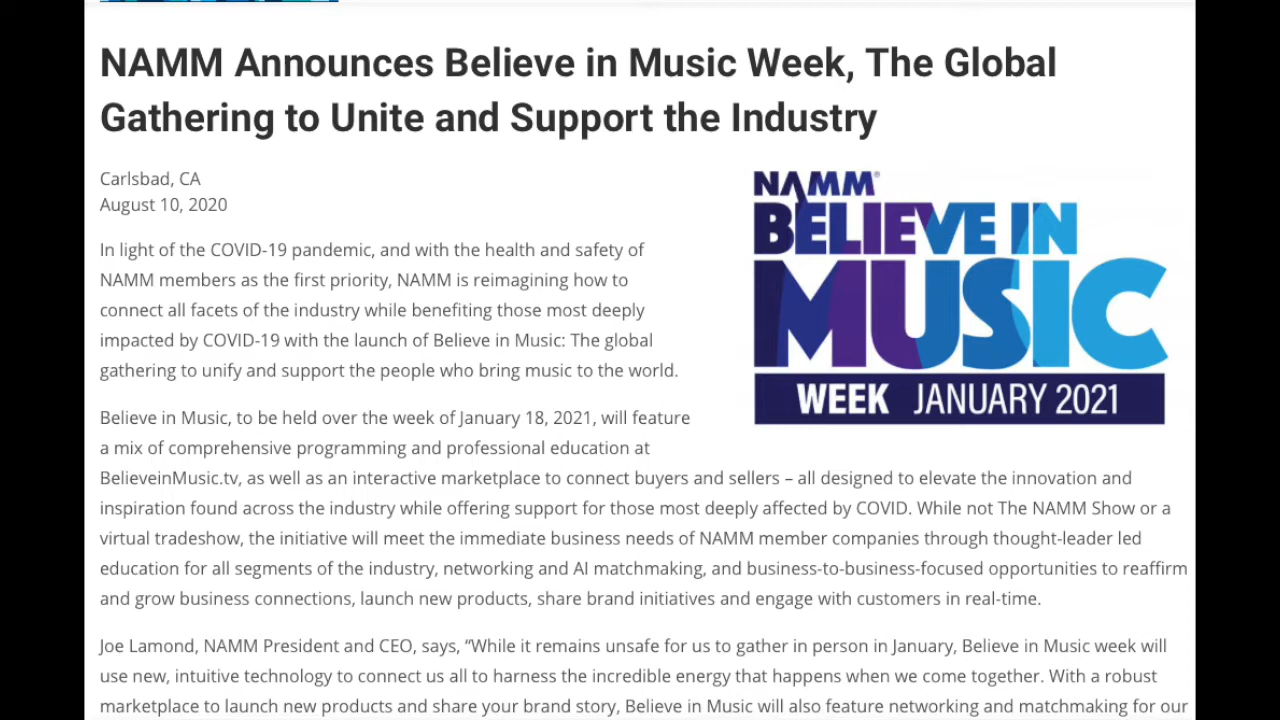 NAMM Announces Believe in Music Week, The Global
Gathering to Unite and Support the Industry
Carlsbad, CA
August 10, 2020
In light of the COVID-19 pandemic, and with the health and safety of
NAMM members as the first priority, NAMM is reimagining how to
connect all facets of the industry while benefiting those most deeply
impacted by COVID-19 with the launch of Believe in Music: The global
gathering to unify and support the people who bring music to the world.
NAMM®
BELIEVE IN
MUSIC
WEEK JANUARY 2021
Believe in Music, to be held over the week of January 18, 2021, will feature
a mix of comprehensive programming and professional education at
BelieveinMusic.tv, as well as an interactive marketplace to connect buyers and sellers – all designed to elevate the innovation and
inspiration found across the industry while offering support for those most deeply affected by COVID. While not The NAMM Show or a
virtual tradeshow, the initiative will meet the immediate business needs of NAMM member companies through thought-leader led
education for all segments of the industry, networking and AI matchmaking, and business-to-business-focused opportunities to reaffirm
and grow business connections, launch new products, share brand initiatives and engage with customers in real-time.
Joe Lamond, NAMM President and CEO, says, “While it remains unsafe for us to gather in person in January, Believe in Music week will
use new, intuitive technology to connect us all to harness the incredible energy that happens when we come together. With a robust
marketplace to launch new products and share your brand story, Believe in Music will also feature networking and matchmaking for our